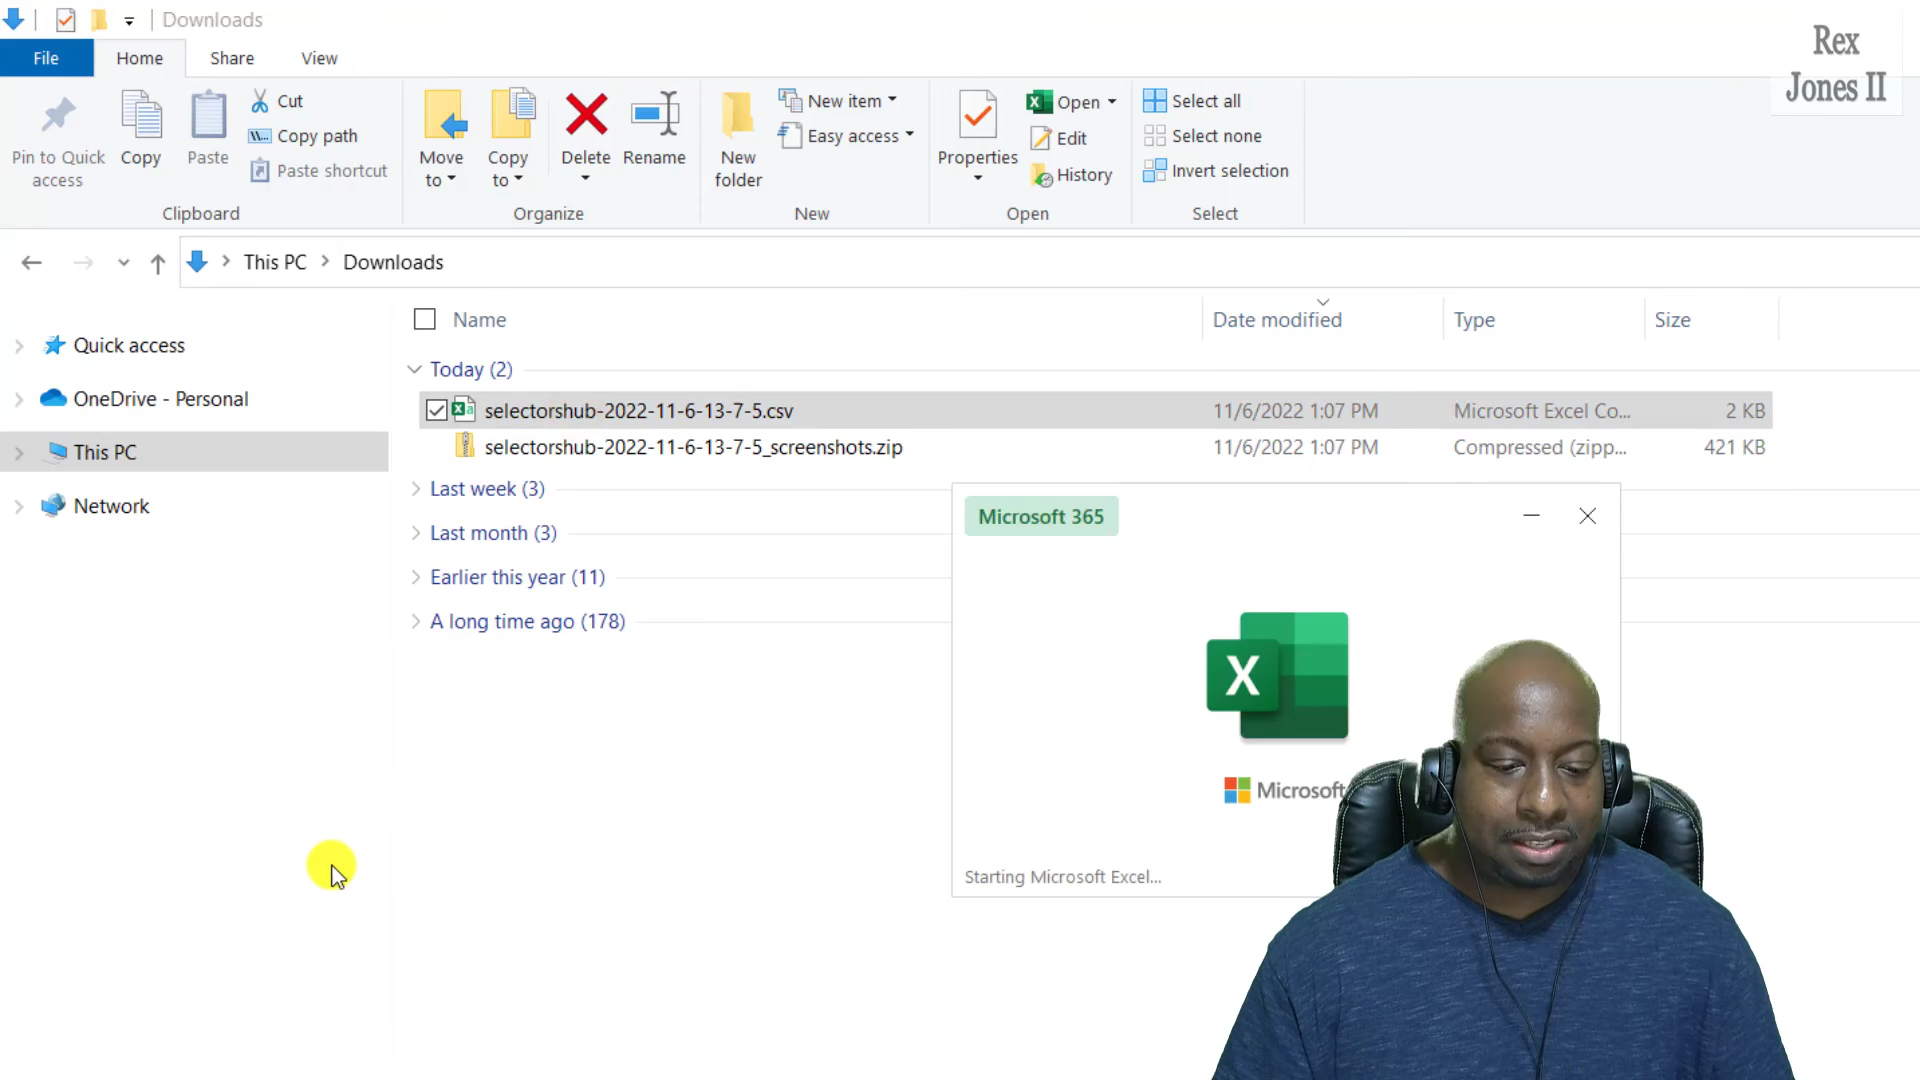 Downloads
Rex
Jones II
File
Home
Share
View
Pin to Quick
access
Copy
Paste
Cut
Copy path
Paste shortcut
Clipboard
Move
to
Copy
to
Delete
Rename
Organize
New
folder
New item
Easy access
New
Properties
Open
Edit
History
Open
Select all
Select none
Invert selection
Select
This PC > Downloads
Quick access
OneDrive - Personal
This PC
Network
Name
Date modified
Type
Size
Today (2)
selectorshub-2022-11-6-13-7-5.csv 11/6/2022 1:07 PM Microsoft Excel Co... 2 KB
selectorshub-2022-11-6-13-7-5_screenshots.zip 11/6/2022 1:07 PM Compressed (zipp... 421 KB
Last week (3)
Last month (3)
Earlier this year (11)
A long time ago (178)
Microsoft 365
X
Microsoft
Starting Microsoft Excel...